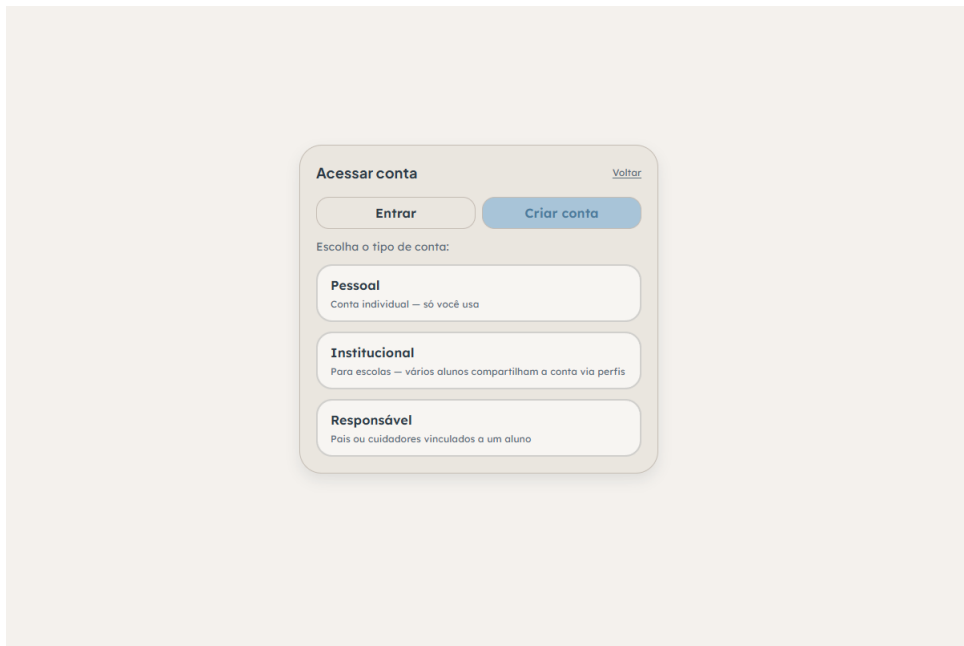 Acessar conta
Voltar
Entrar
Criar conta
Escolha o tipo de conta:
Pessoal
Conta individual — só você usa
Institucional
Para escolas — vários alunos compartilham a conta via perfis
Responsável
Pais ou cuidadores vinculados a um aluno